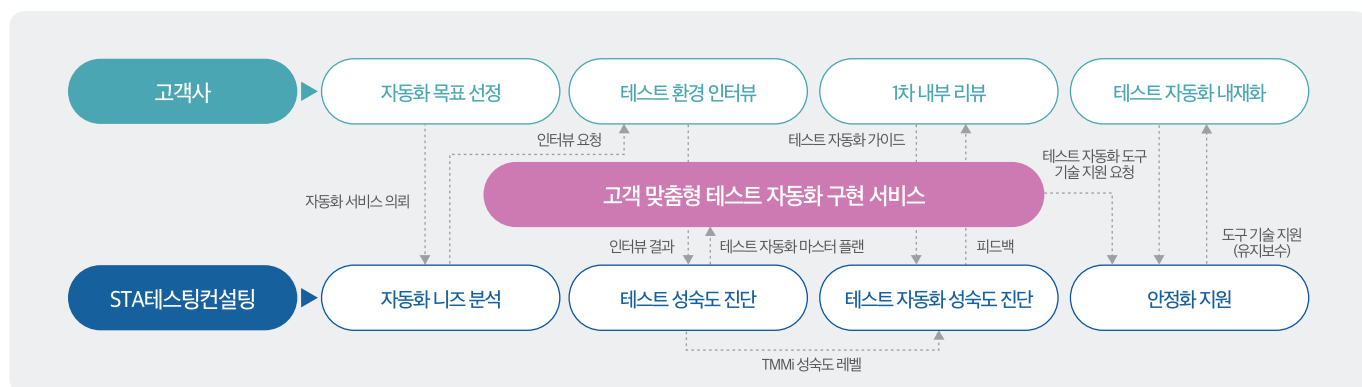 고객사
자동화 목표 선정
테스트 환경 인터뷰
1차 내부 리뷰
테스트 자동화 내재화
인터뷰 요청
테스트 자동화 가이드
테스트 자동화 도구
기술 지원 요청
자동화 서비스 의뢰
고객 맞춤형 테스트 자동화 구현 서비스
인터뷰 결과
테스트 자동화 마스터 플랜
피드백
도구 기술 지원
(유지보수)
STA테스팅컨설팅
자동화 니즈 분석
테스트 성숙도 진단
테스트 자동화 성숙도 진단
안정화 지원
TMMi 성숙도 레벨